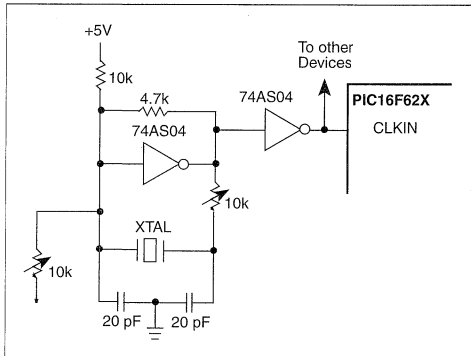 +5V
To other
Devices
10k
4.7k
74AS04
PIC16F62X
74AS04
CLKIN
10k
XTAL
10k
20 pF
20 pF